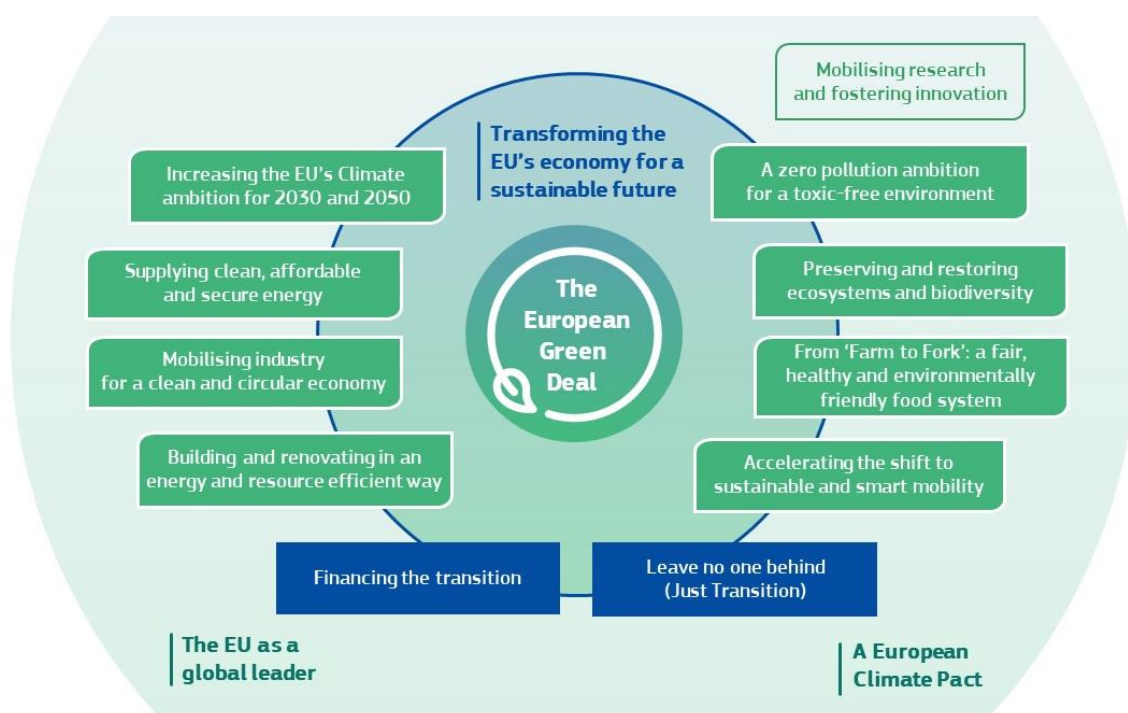 Mobilising research
and fostering innovation
Transforming the
EU's economy for a
sustainable future
Increasing the EU's Climate
ambition for 2030 and 2050
A zero pollution ambition
for a toxic-free environment
Supplying clean, affordable
and secure energy
Preserving and restoring
ecosystems and biodiversity
The
European
Green
Deal
Mobilising industry
for a clean and circular economy
From ‘Farm to Fork’: a fair,
healthy and environmentally
friendly food system
Building and renovating in an
energy and resource efficient way
Accelerating the shift to
sustainable and smart mobility
Financing the transition
Leave no one behind
(Just Transition)
The EU as a
global leader
A European
Climate Pact